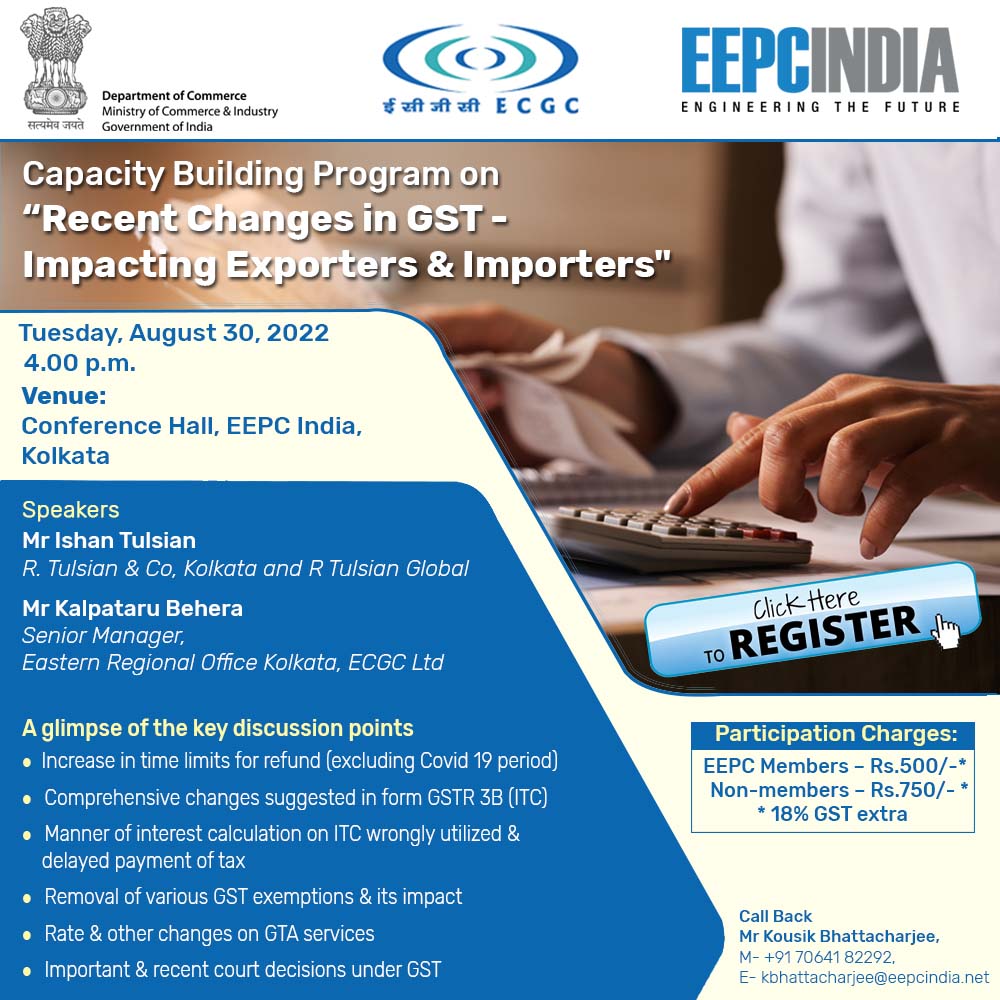 सत्यमेव जयते
Department of Commerce
Ministry of Commerce & Industry
Government of India
ई सी जी सी ECGC
EEPCINDIA
ENGINEERING THE FUTURE
Capacity Building Program on
“Recent Changes in GST -
Impacting Exporters & Importers"
Tuesday, August 30, 2022
4.00 p.m.
Venue:
Conference Hall, EEPC India,
Kolkata
Speakers
Mr Ishan Tulsian
R. Tulsian & Co, Kolkata and R Tulsian Global
Mr Kalpataru Behera
Senior Manager,
Eastern Regional Office Kolkata, ECGC Ltd
Click Here
TO REGISTER
A glimpse of the key discussion points
• Increase in time limits for refund (excluding Covid 19 period)
• Comprehensive changes suggested in form GSTR 3B (ITC)
• Manner of interest calculation on ITC wrongly utilized &
delayed payment of tax
• Removal of various GST exemptions & its impact
• Rate & other changes on GTA services
• Important & recent court decisions under GST
Participation Charges:
EEPC Members – Rs.500/-*
Non-members – Rs.750/- *
* 18% GST extra
Call Back
Mr Kousik Bhattacharjee,
M- +91 70641 82292,
E- kbhattacharjee@eepcindia.net